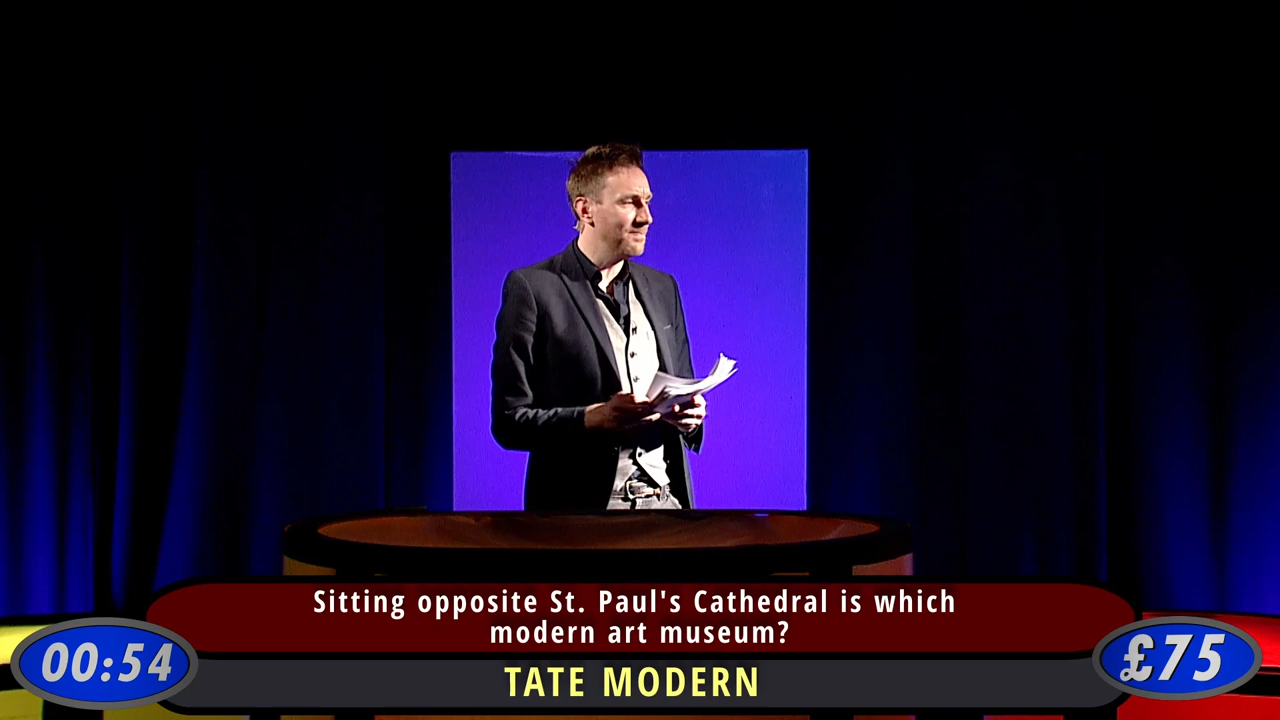 Sitting opposite St. Paul's Cathedral is which
modern art museum?
00:54
TATE MODERN
£75